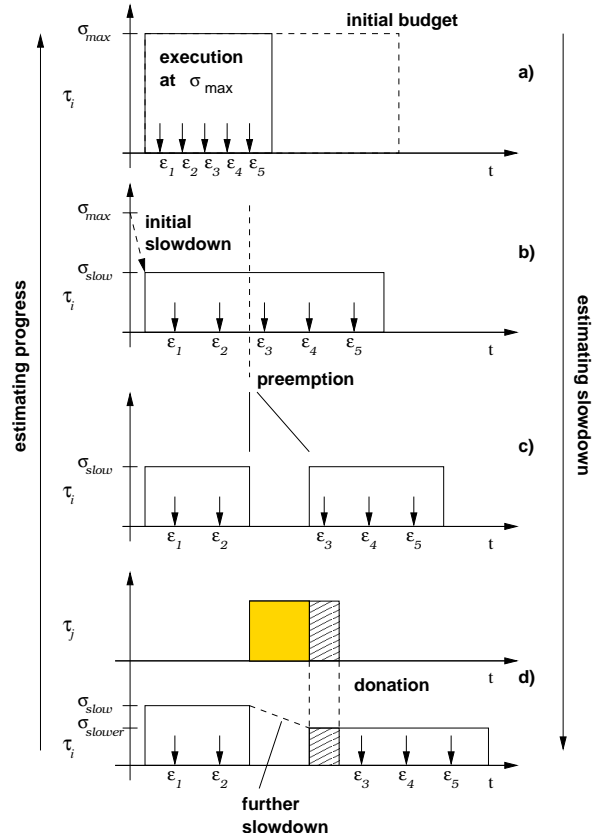 initial budget
σmax
execution
at σ max
a)
τi
ε1 ε2 ε3 ε4 ε5
t
σmax
initial
slowdown
b)
σslow
τi
ε1 ε2 ε3 ε4 ε5
t
preemption
c)
σslow
τi
ε1 ε2 ε3 ε4 ε5
t
τj
t
d)
donation
σslow
σslower
τi
ε1 ε2 ε3 ε4 ε5
t
further
slowdown
estimating progress
estimating slowdown